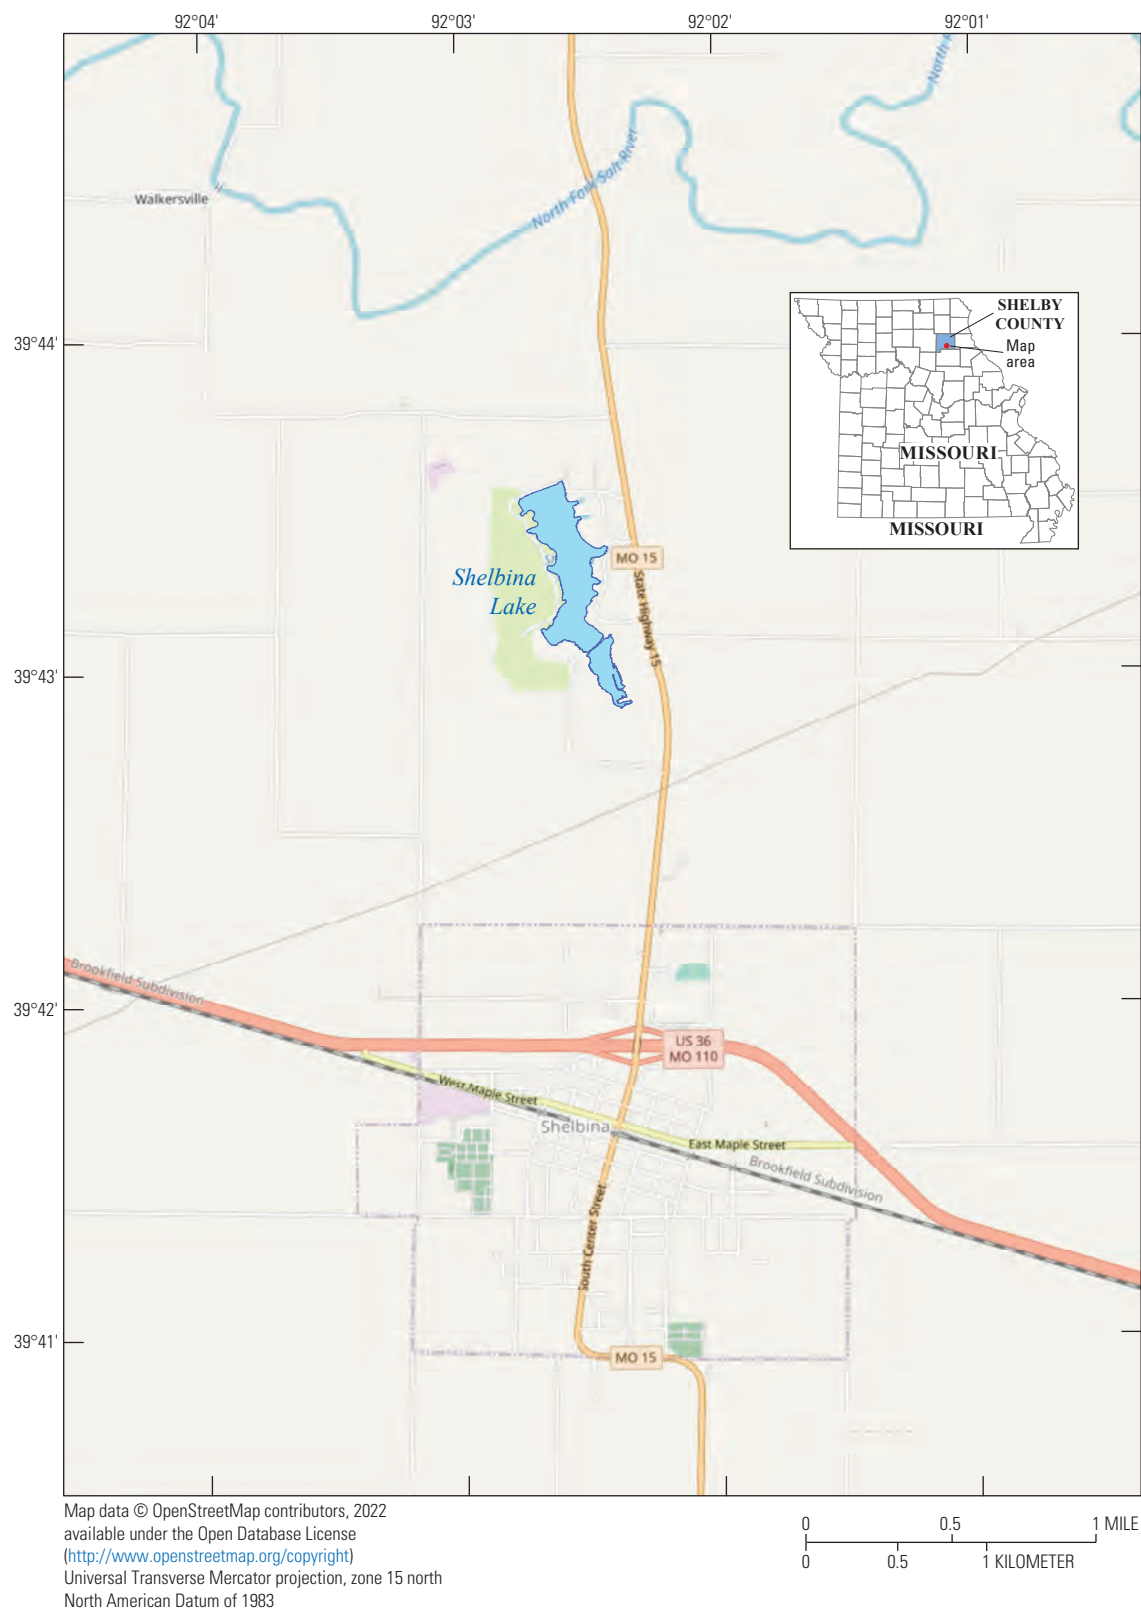 92°04' 92°03' 92°02' 92°01'
North
North Fork Salt River
Walkersville
SHELBY
COUNTY
Map
area
39°44'
MISSOURI
MISSOURI
MO 15
Shelbina
Lake
State Highway 15
39°43'
Brookfield Subdivision
39°42'
US 36
MO 110
West Maple Street
Shelbina
East Maple Street
Brookfield Subdivision
South Center Street
39°41'
MO 15
Map data © OpenStreetMap contributors, 2022
available under the Open Database License
(http://www.openstreetmap.org/copyright)
Universal Transverse Mercator projection, zone 15 north
North American Datum of 1983
0 0.5 1 MILE
0 0.5 1 KILOMETER